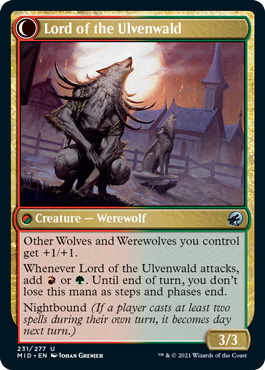 Lord of the Ulvenwald
Creature — Werewolf
Other Wolves and Werewolves you control
get +1/+1.
Whenever Lord of the Ulvenwald attacks,
add or . Until end of turn, you don't
lose this mana as steps and phases end.
Nightbound (If a player casts at least two
spells during their own turn, it becomes day
next turn.)
3/3
231/277 U
MID • EN Johan Grenier
™ & © 2021 Wizards of the Coast